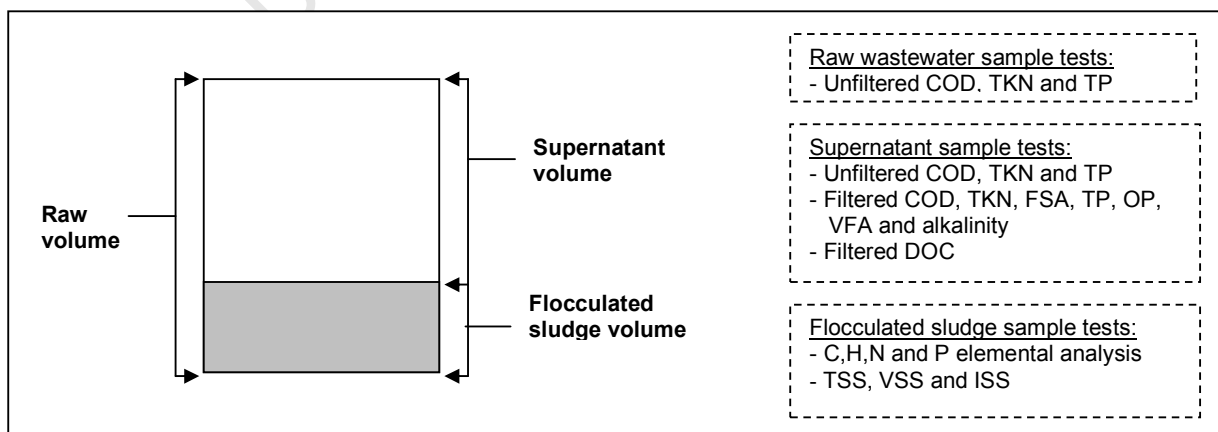 Raw
volume
Supernatant
volume
Flocculated
sludge volume
Raw wastewater sample tests:
- Unfiltered COD, TKN and TP
Supernatant sample tests:
- Unfiltered COD, TKN and TP
- Filtered COD, TKN, FSA, TP, OP,
VFA and alkalinity
- Filtered DOC
Flocculated sludge sample tests:
- C,H,N and P elemental analysis
- TSS, VSS and ISS